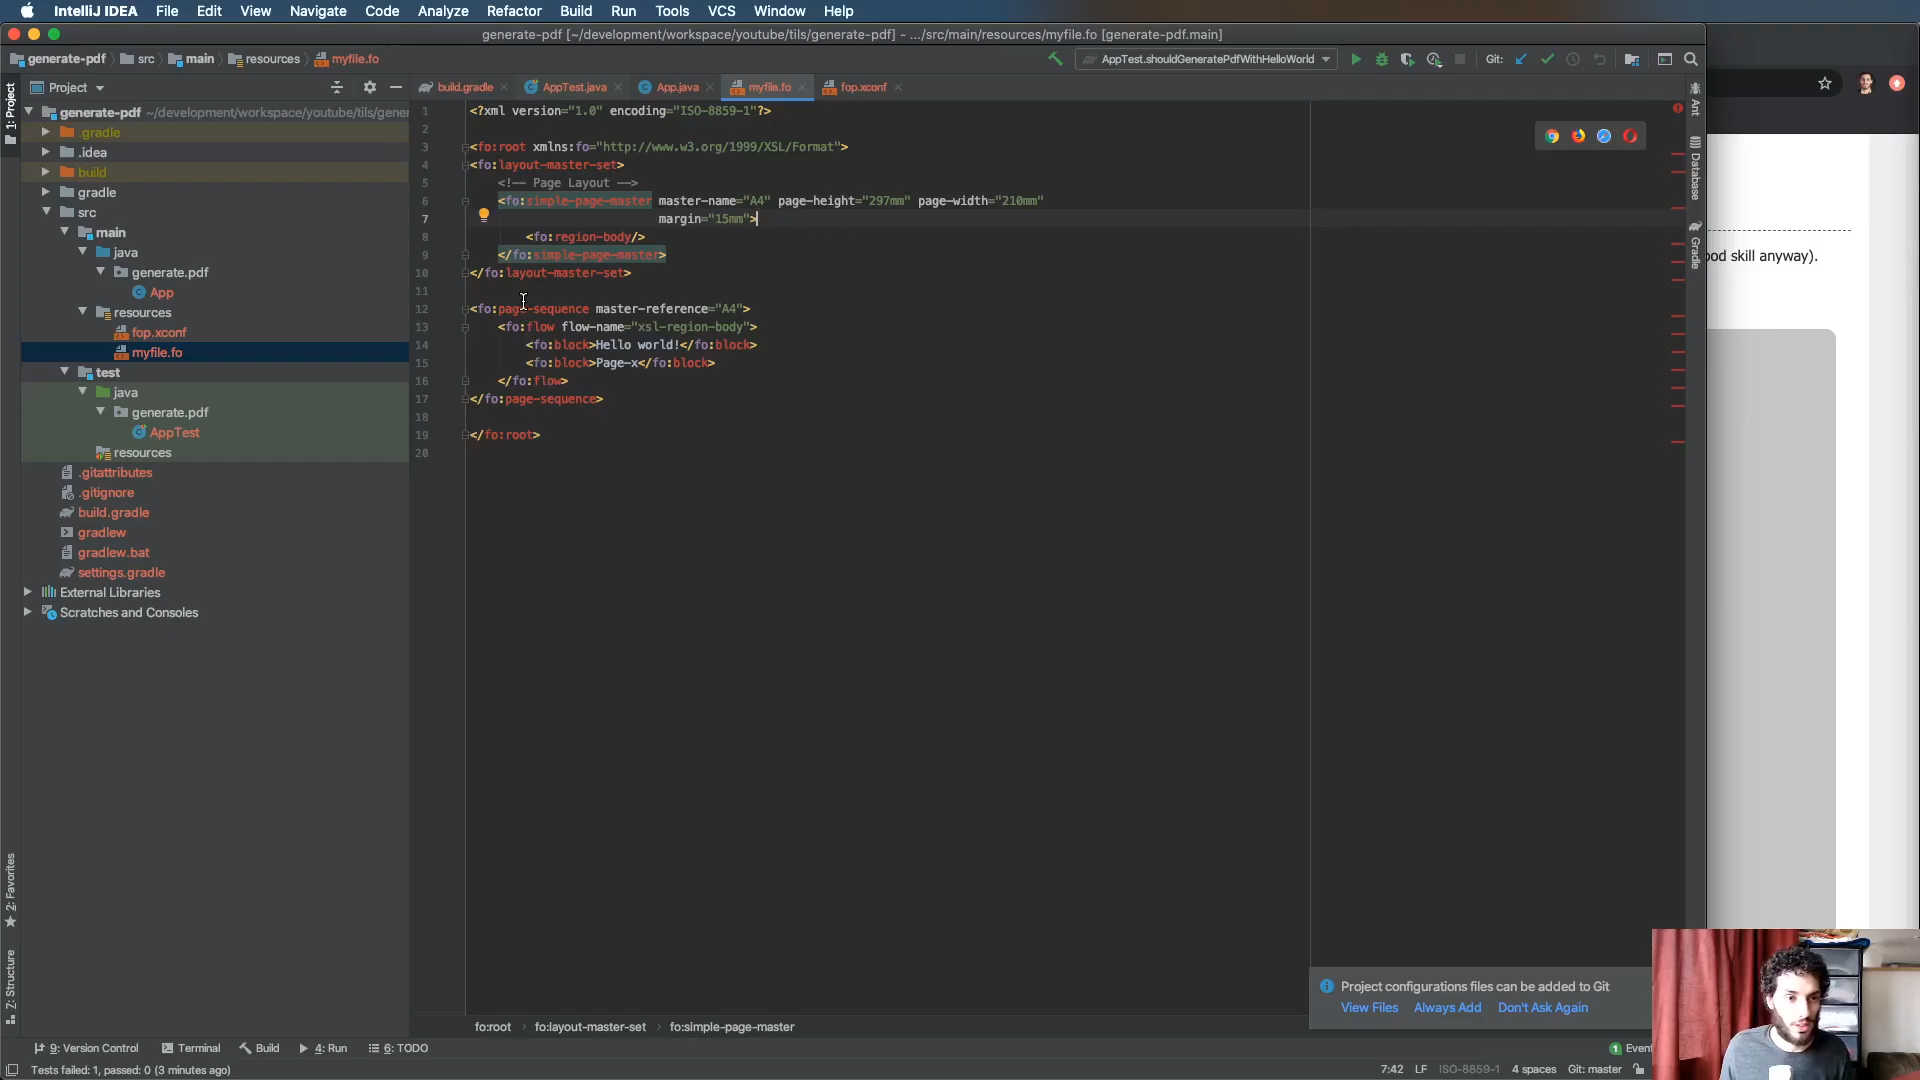 IntelliJ IDEA File Edit View Navigate Code Analyze Refactor Build Run Tools VCS Window Help
generate-pdf [~/development/workspace/youtube/tils/generate-pdf] - .../src/main/resources/myfile.fo [generate-pdf.main]
generate-pdf src main resources myfile.fo
AppTest.shouldGeneratePdfWithHelloWorld
Git:
Project
build.gradle AppTest.java App.java myfile.fo fop.xconf
1: Project
generate-pdf ~/development/workspace/youtube/tils/gener
.gradle
.idea
build
gradle
src
main
java
generate.pdf
App
resources
fop.xconf
myfile.fo
test
java
generate.pdf
AppTest
resources
.gitattributes
.gitignore
build.gradle
gradlew
gradlew.bat
settings.gradle
External Libraries
Scratches and Consoles
2: Favorites
7: Structure
1 <?xml version="1.0" encoding="ISO-8859-1"?>
2
3 <fo:root xmlns:fo="http://www.w3.org/1999/XSL/Format">
4 <fo:layout-master-set>
5 <!-- Page Layout -->
6 <fo:simple-page-master master-name="A4" page-height="297mm" page-width="210mm"
7 margin="15mm">
8 <fo:region-body/>
9 </fo:simple-page-master>
10 </fo:layout-master-set>
11
12 <fo:page-sequence master-reference="A4">
13 <fo:flow flow-name="xsl-region-body">
14 <fo:block>Hello world!</fo:block>
15 <fo:block>Page-x</fo:block>
16 </fo:flow>
17 </fo:page-sequence>
18
19 </fo:root>
20
Ant
Database
Gradle
ood skill anyway).
Project configurations files can be added to Git
View Files Always Add Don't Ask Again
fo:root fo:layout-master-set fo:simple-page-master
9: Version Control Terminal Build 4: Run 6: TODO
1 Event
Tests failed: 1, passed: 0 (3 minutes ago)
7:42 LF ISO-8859-1 4 spaces Git: master